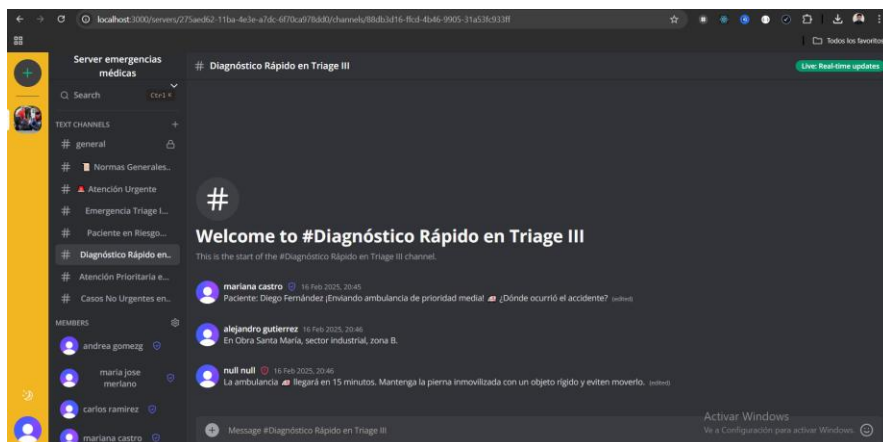 localhost:3000/servers/275aed62-11ba-4e3e-a7dc-6f70ca978dd0/channels/88db3d16-ffcd-4b46-9905-31a53fc933ff
Todos los favoritos
Server emergencias médicas
# Diagnóstico Rápido en Triage III
Live: Real-time updates
Search Ctrl K
TEXT CHANNELS +
# general
# Normas Generales..
# Atención Urgente
# Emergencia Triage I...
# Paciente en Riesgo...
# Diagnóstico Rápido en..
# Atención Prioritaria e...
# Casos No Urgentes en..
MEMBERS
andrea gomezg
maria jose merlano
carlos ramirez
mariana castro
#
Welcome to #Diagnóstico Rápido en Triage III
This is the start of the #Diagnóstico Rápido en Triage III channel.
mariana castro 16 Feb 2025, 20:45
Paciente: Diego Fernández ¡Enviando ambulancia de prioridad media! ¿Dónde ocurrió el accidente? (edited)
alejandro gutierrez 16 Feb 2025, 20:46
En Obra Santa María, sector industrial, zona B.
null null 16 Feb 2025, 20:46
La ambulancia llegará en 15 minutos. Mantenga la pierna inmovilizada con un objeto rígido y eviten moverlo. (edited)
Message #Diagnóstico Rápido en Triage III
Activar Windows
Ve a Configuración para activar Windows.